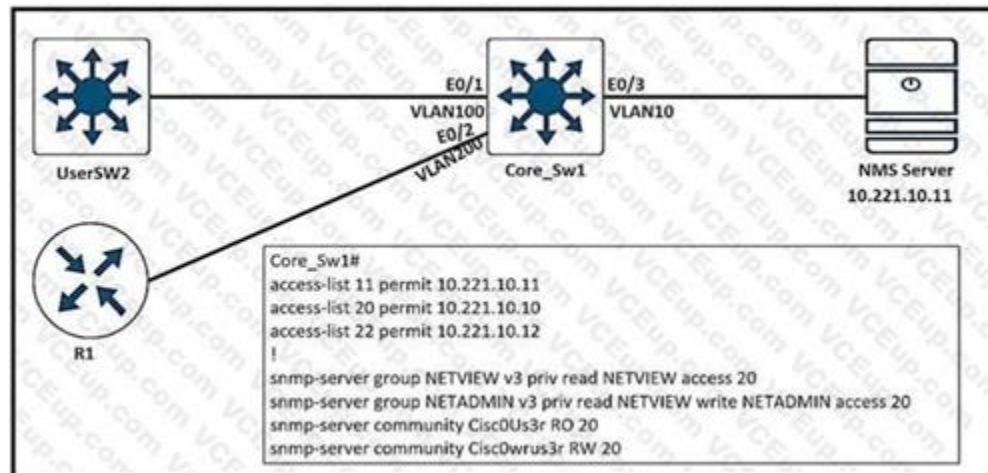 E0/1
E0/3
VLAN100
VLAN10
E0/2
VLAN200
UserSW2
Core_Sw1
NMS Server
10.221.10.11
R1
Core_Sw1#
access-list 11 permit 10.221.10.11
access-list 20 permit 10.221.10.10
access-list 22 permit 10.221.10.12
!
snmp-server group NETVIEW v3 priv read NETVIEW access 20
snmp-server group NETADMIN v3 priv read NETVIEW write NETADMIN access 20
snmp-server community Cisc0Us3r RO 20
snmp-server community Cisc0wrus3r RW 20
VCEup.com